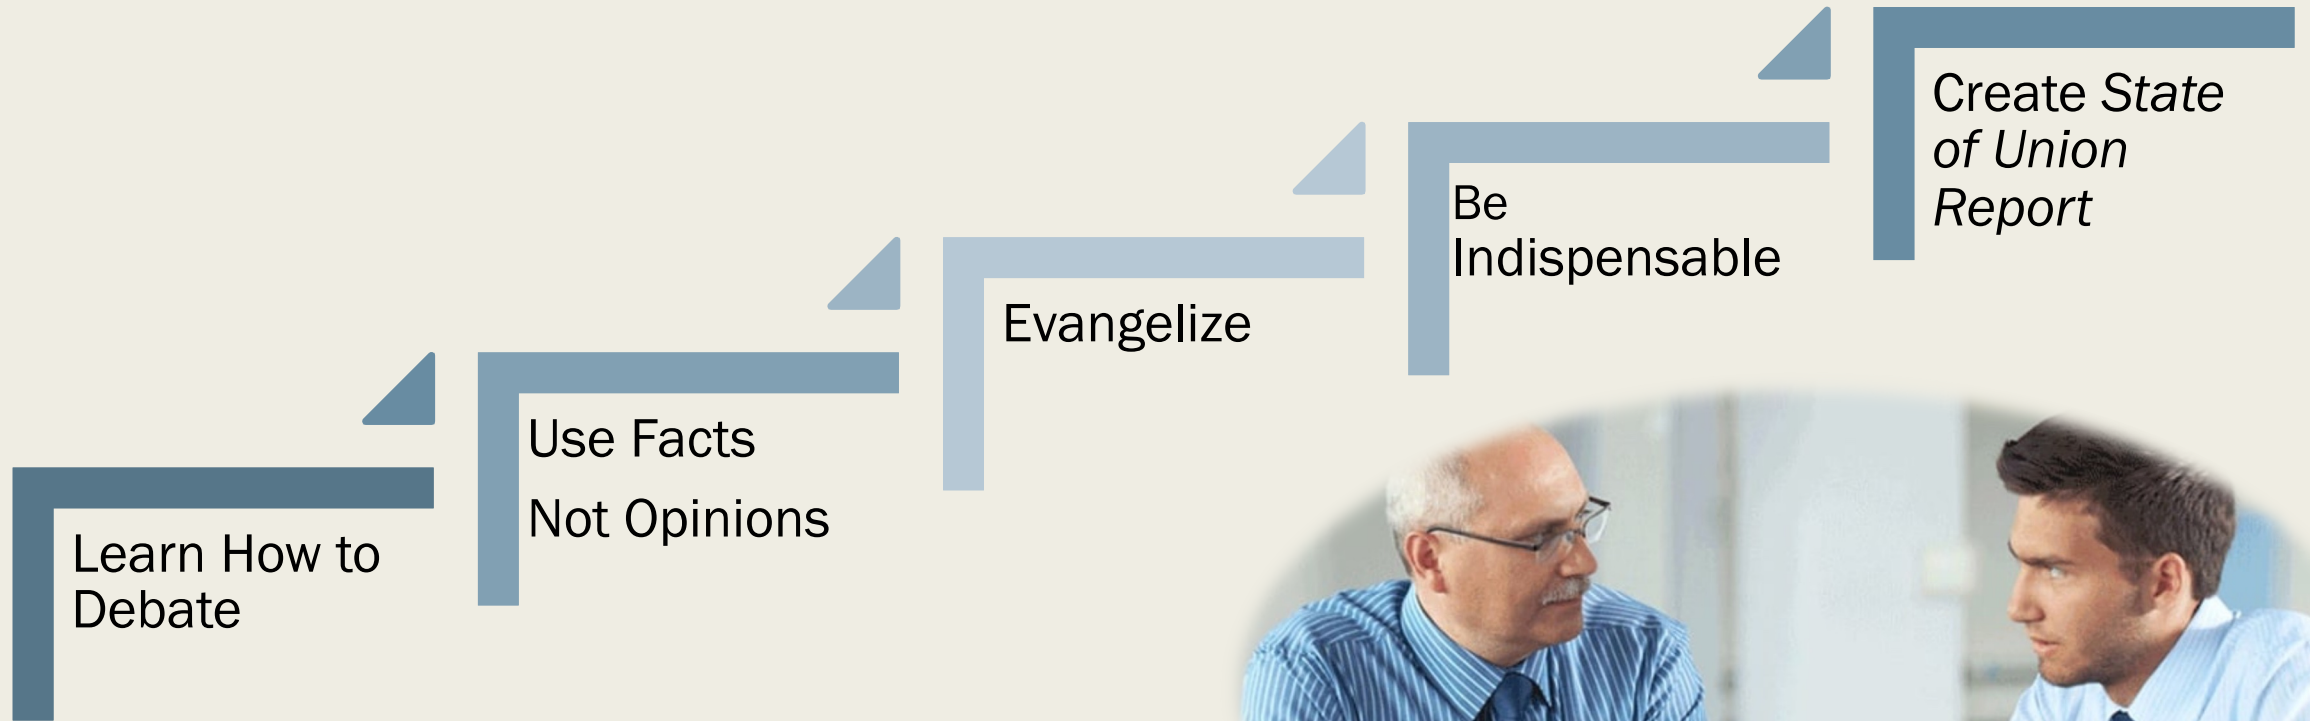 Learn How to
Debate
Use Facts
Not Opinions
Evangelize
Be
Indispensable
Create State
of Union
Report